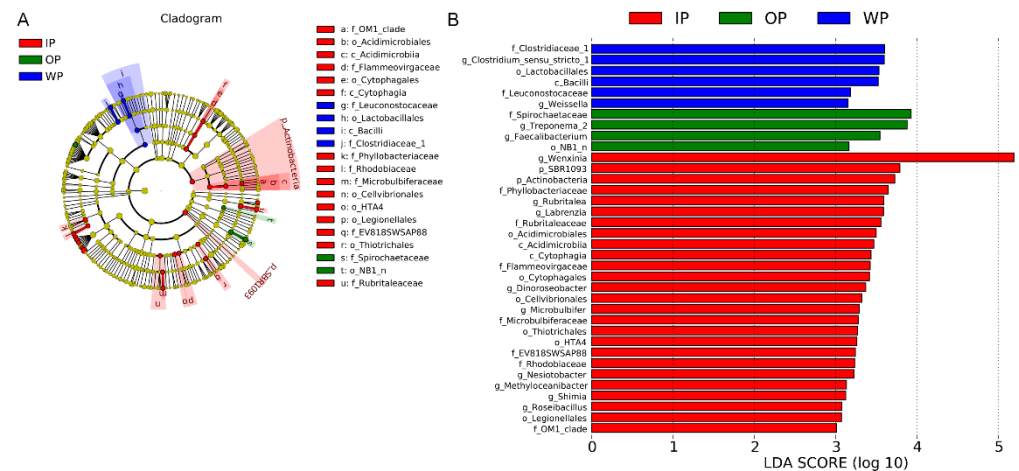 A
Cladogram
IP
OP
WP
a: f_OM1_clade
b: o_Acidimicrobiales
c: c_Acidimicrobiia
d: f_Flammeovirgaceae
e: o_Cytophagales
f: c_Cytophagia
g: f_Leuconostocaceae
h: o_Lactobacillales
i: c_Bacilli
j: f_Clostridiaceae_1
k: f_Phyllobacteriaceae
l: f_Rhodobiaceae
m: f_Microbulbiferaceae
n: o_Cellvibrionales
o: o_HTA4
p: o_Legionellales
q: f_EV818SWSAP88
r: o_Thiotrichales
s: f_Spirochaetaceae
t: o_NB1_n
u: f_Rubritaleaceae
p_Actinobacteria
p_SBR1093
B
IP OP WP
f_Clostridiaceae_1
g_Clostridium_sensu_stricto_1
o_Lactobacillales
c_Bacilli
f_Leuconostocaceae
g_Weissella
f_Spirochaetaceae
g_Treponema_2
g_Faecalibacterium
o_NB1_n
g_Wenxinia
p_SBR1093
p_Actinobacteria
f_Phyllobacteriaceae
g_Rubritalea
g_Labrenzia
f_Rubritaleaceae
o_Acidimicrobiales
c_Acidimicrobiia
c_Cytophagia
f_Flammeovirgaceae
o_Cytophagales
g_Dinoroseobacter
o_Cellvibrionales
g_Microbulbifer
f_Microbulbiferaceae
o_Thiotrichales
o_HTA4
f_EV818SWSAP88
f_Rhodobiaceae
g_Nesiotobacter
g_Methyloceanibacter
g_Shimia
g_Roseibacillus
o_Legionellales
f_OM1_clade
0 1 2 3 4 5
LDA SCORE (log 10)